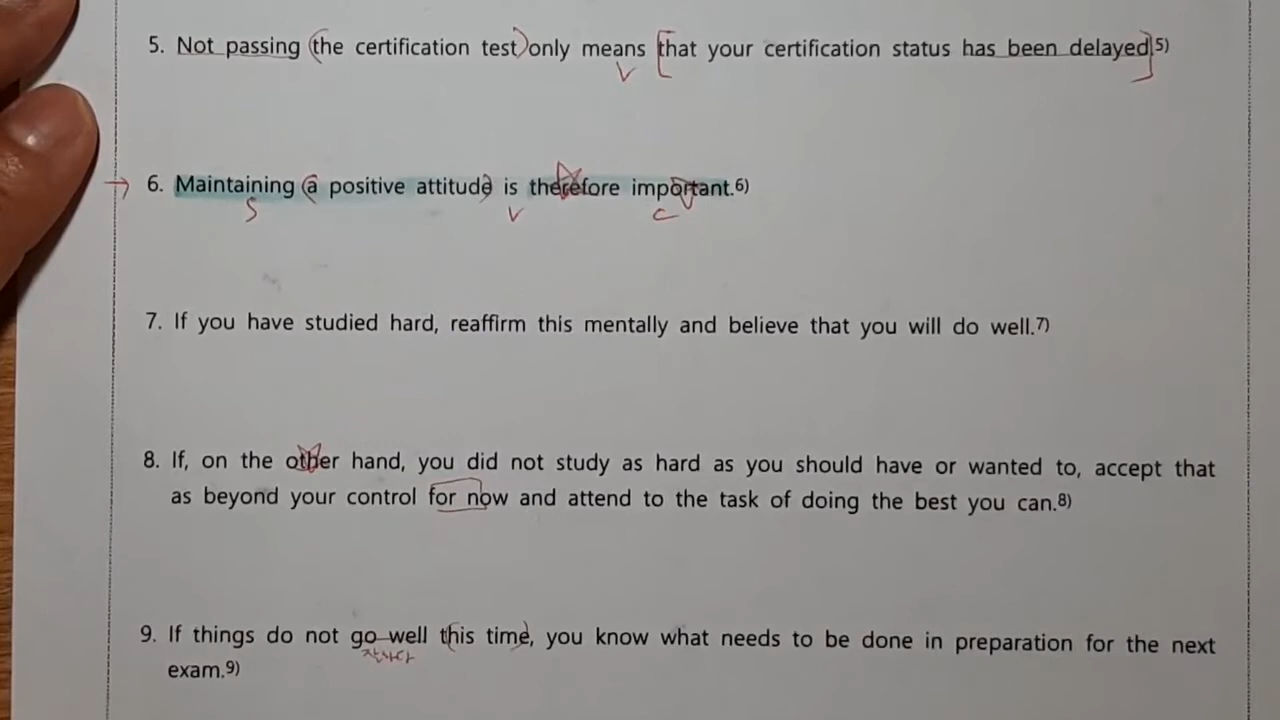 5. Not passing the certification test only means that your certification status has been delayed.5)
V
6. Maintaining a positive attitude is therefore important.6)
S V C
7. If you have studied hard, reaffirm this mentally and believe that you will do well.7)
8. If, on the other hand, you did not study as hard as you should have or wanted to, accept that
as beyond your control for now and attend to the task of doing the best you can.8)
9. If things do not go well this time, you know what needs to be done in preparation for the next
exam.9)